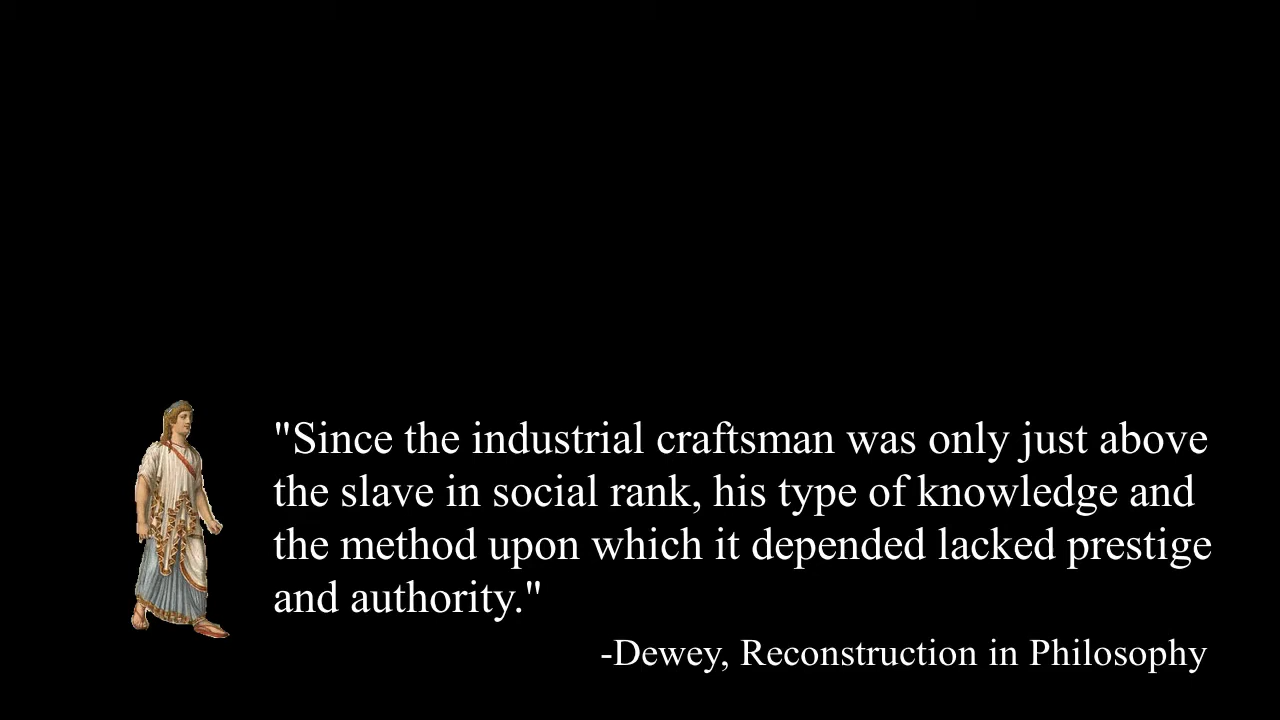 "Since the industrial craftsman was only just above
the slave in social rank, his type of knowledge and
the method upon which it depended lacked prestige
and authority."
-Dewey, Reconstruction in Philosophy